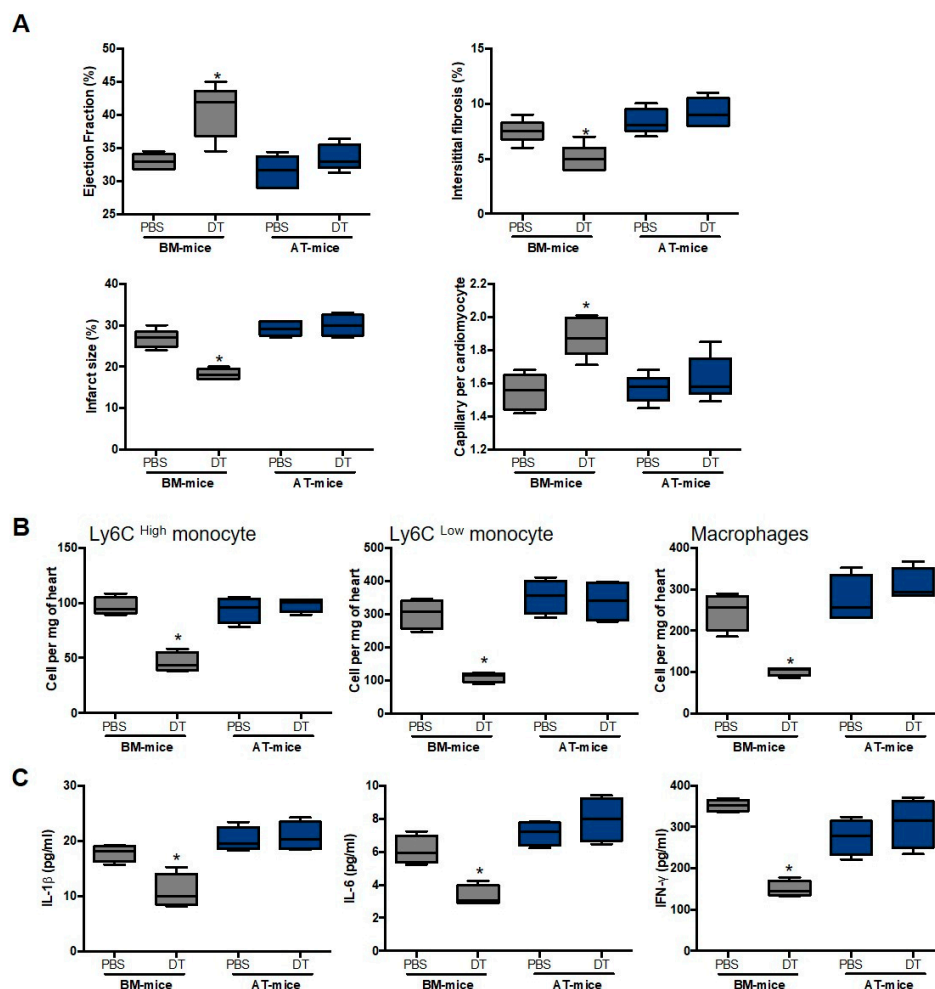 A
Ejection Fraction (%)
50
45
40
35
30
25
*
PBS
DT
PBS
DT
BM-mice
AT-mice
Intersitital fibrosis (%)
15
10
5
0
*
PBS
DT
PBS
DT
BM-mice
AT-mice
Infarct size (%)
40
30
20
10
0
*
PBS
DT
PBS
DT
BM-mice
AT-mice
Capillary per cardiomyocyte
2.2
2.0
1.8
1.6
1.4
1.2
*
PBS
DT
PBS
DT
BM-mice
AT-mice
B
Ly6C High monocyte
Cell per mg of heart
150
100
50
0
*
PBS
DT
PBS
DT
BM-mice
AT-mice
Ly6C Low monocyte
Cell per mg of heart
500
400
300
200
100
0
*
PBS
DT
PBS
DT
BM-mice
AT-mice
Macrophages
Cell per mg of heart
400
300
200
100
0
*
PBS
DT
PBS
DT
BM-mice
AT-mice
C
IL-1β (pg/ml)
30
20
10
0
*
PBS
DT
PBS
DT
BM-mice
AT-mice
IL-6 (pg/ml)
10
8
6
4
2
0
*
PBS
DT
PBS
DT
BM-mice
AT-mice
IFN-γ (pg/ml)
400
300
200
100
0
*
PBS
DT
PBS
DT
BM-mice
AT-mice